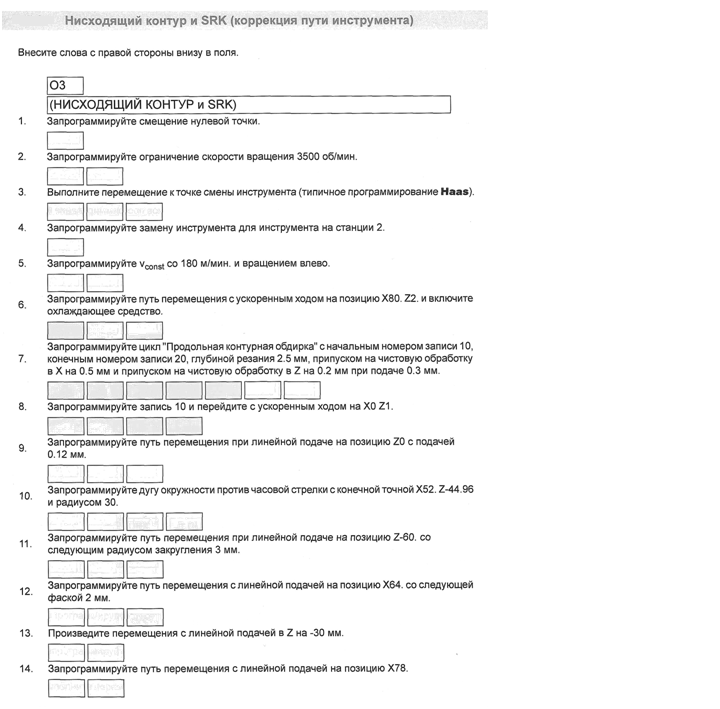 Нисходящий контур и SRK (коррекция пути инструмента)
Внесите слова с правой стороны внизу в поля.
O3
(НИСХОДЯЩИЙ КОНТУР и SRK)
1. Запрограммируйте смещение нулевой точки.
2. Запрограммируйте ограничение скорости вращения 3500 об/мин.
3. Выполните перемещение к точке смены инструмента (типичное программирование Haas).
4. Запрограммируйте замену инструмента для инструмента на станции 2.
5. Запрограммируйте vconst со 180 м/мин. и вращением влево.
6. Запрограммируйте путь перемещения с ускоренным ходом на позицию X80. Z2. и включите
охлаждающее средство.
Запрограммируйте цикл "Продольная контурная обдирка" с начальным номером записи 10,
7. конечным номером записи 20, глубиной резания 2.5 мм, припуском на чистовую обработку
в X на 0.5 мм и припуском на чистовую обработку в Z на 0.2 мм при подаче 0.3 мм.
8. Запрограммируйте запись 10 и перейдите с ускоренным ходом на X0 Z1.
9. Запрограммируйте путь перемещения при линейной подаче на позицию Z0 с подачей
0.12 мм.
10. Запрограммируйте дугу окружности против часовой стрелки с конечной точной X52. Z-44.96
и радиусом 30.
11. Запрограммируйте путь перемещения при линейной подаче на позицию Z-60. со
следующим радиусом закругления 3 мм.
12. Запрограммируйте путь перемещения с линейной подачей на позицию X64. со следующей
фаской 2 мм.
13. Произведите перемещения с линейной подачей в Z на -30 мм.
14. Запрограммируйте путь перемещения с линейной подачей на позицию X78.